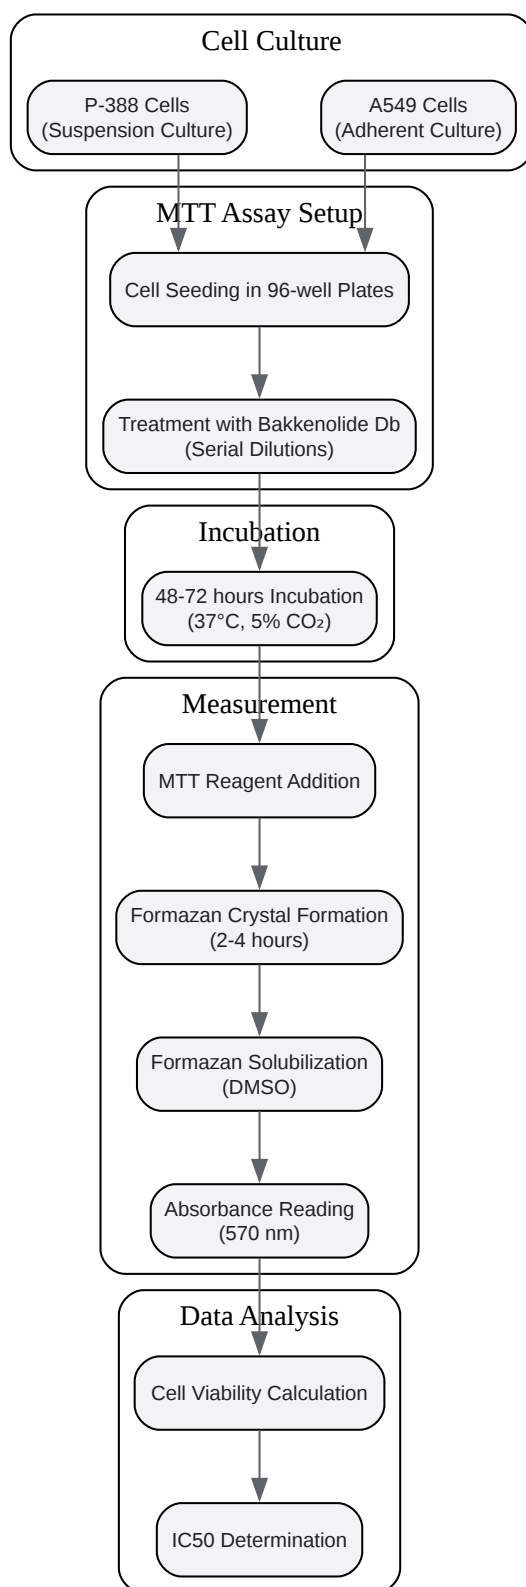 Cell Culture
P-388 Cells
(Suspension Culture)
A549 Cells
(Adherent Culture)
MTT Assay Setup
Cell Seeding in 96-well Plates
Treatment with Bakkenolide Db
(Serial Dilutions)
Incubation
48-72 hours Incubation
(37°C, 5% CO₂)
Measurement
MTT Reagent Addition
Formazan Crystal Formation
(2-4 hours)
Formazan Solubilization
(DMSO)
Absorbance Reading
(570 nm)
Data Analysis
Cell Viability Calculation
IC50 Determination